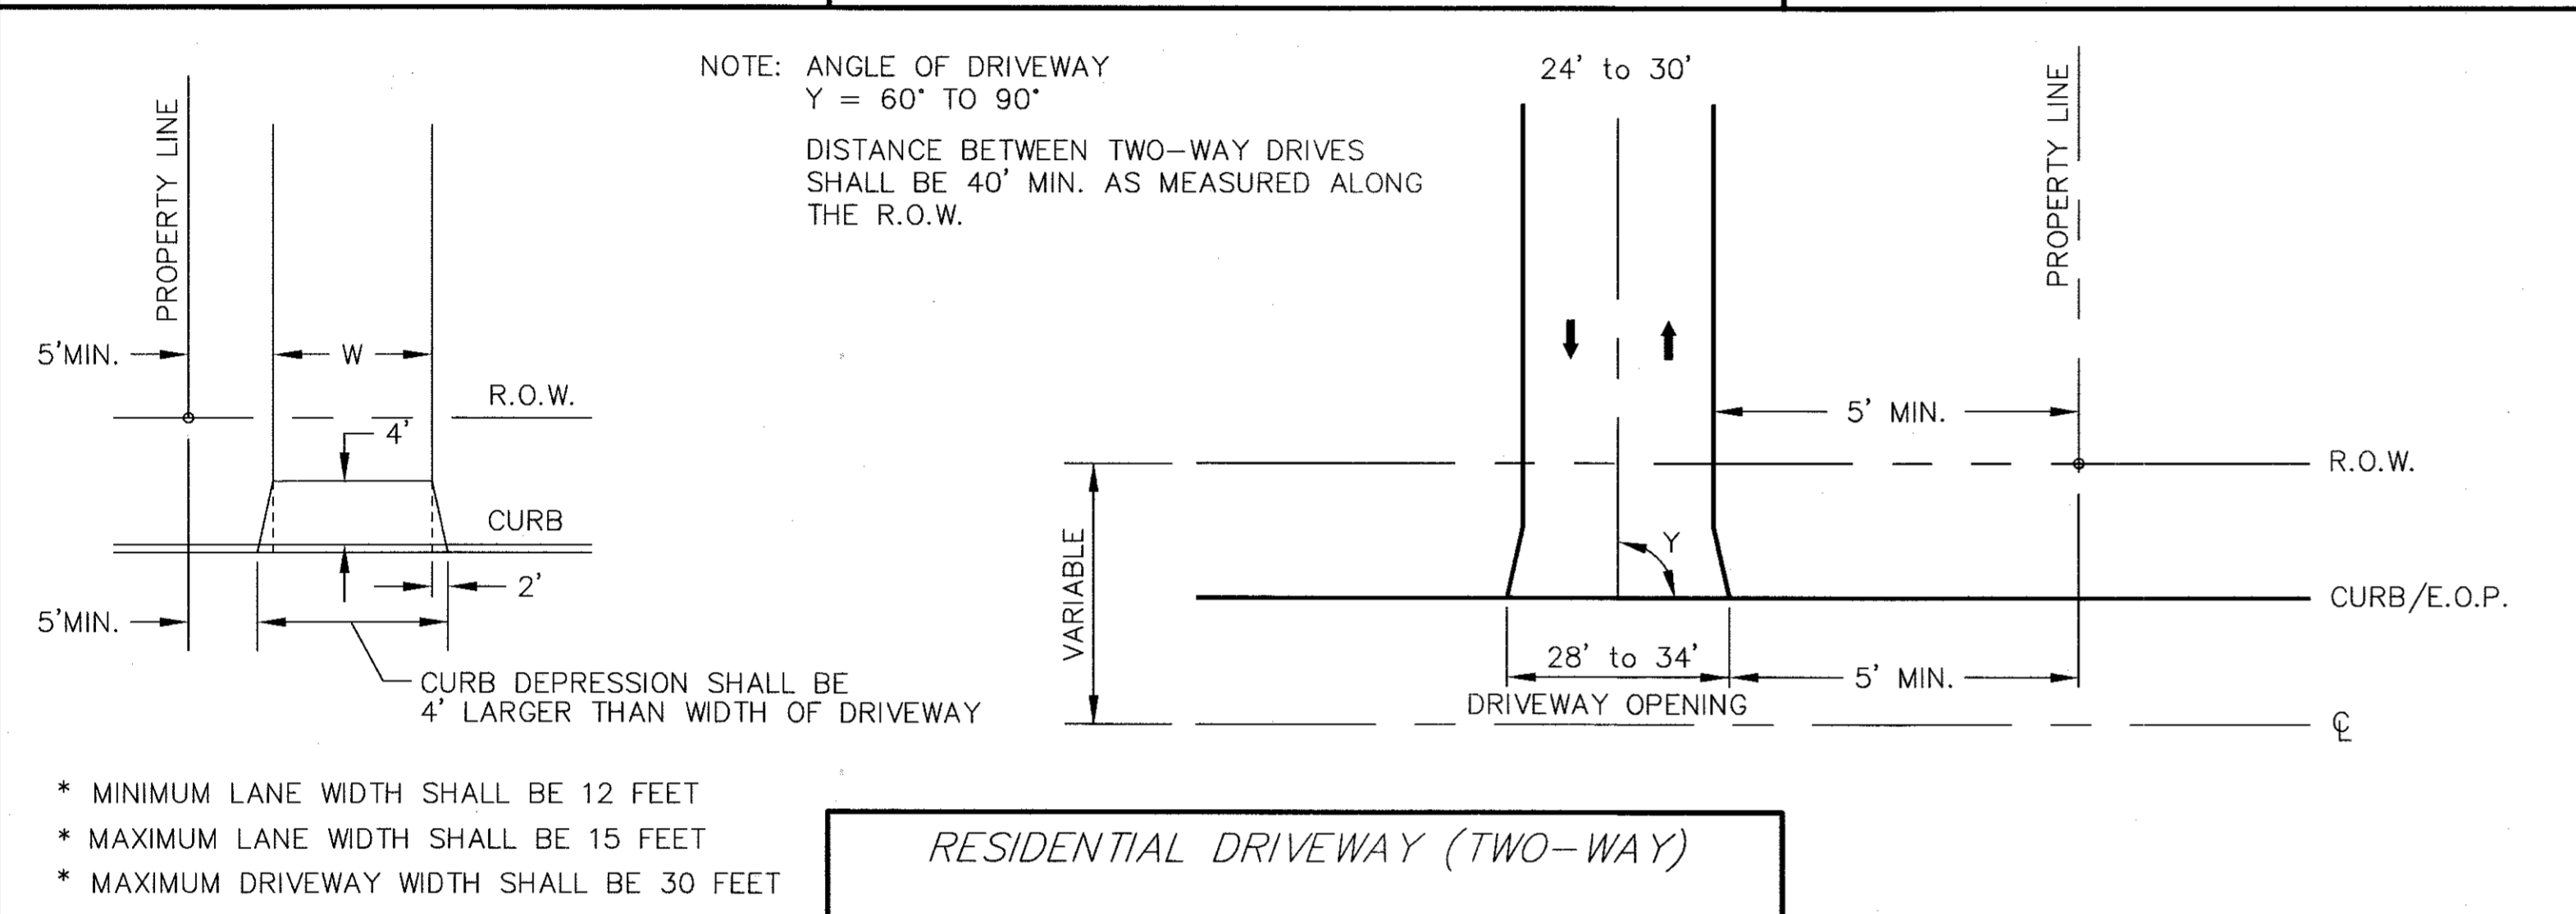 NOTE: ANGLE OF DRIVEWAY
Y = 60° TO 90°
DISTANCE BETWEEN TWO-WAY DRIVES
SHALL BE 40' MIN. AS MEASURED ALONG
THE R.O.W.
PROPERTY LINE
5'MIN.
W
R.O.W.
4'
CURB
2'
5'MIN.
CURB DEPRESSION SHALL BE
4' LARGER THAN WIDTH OF DRIVEWAY
24' to 30'
PROPERTY LINE
5' MIN.
R.O.W.
VARIABLE
Y
CURB/E.O.P.
28' to 34'
5' MIN.
DRIVEWAY OPENING
℄
* MINIMUM LANE WIDTH SHALL BE 12 FEET
* MAXIMUM LANE WIDTH SHALL BE 15 FEET
* MAXIMUM DRIVEWAY WIDTH SHALL BE 30 FEET
RESIDENTIAL DRIVEWAY (TWO-WAY)